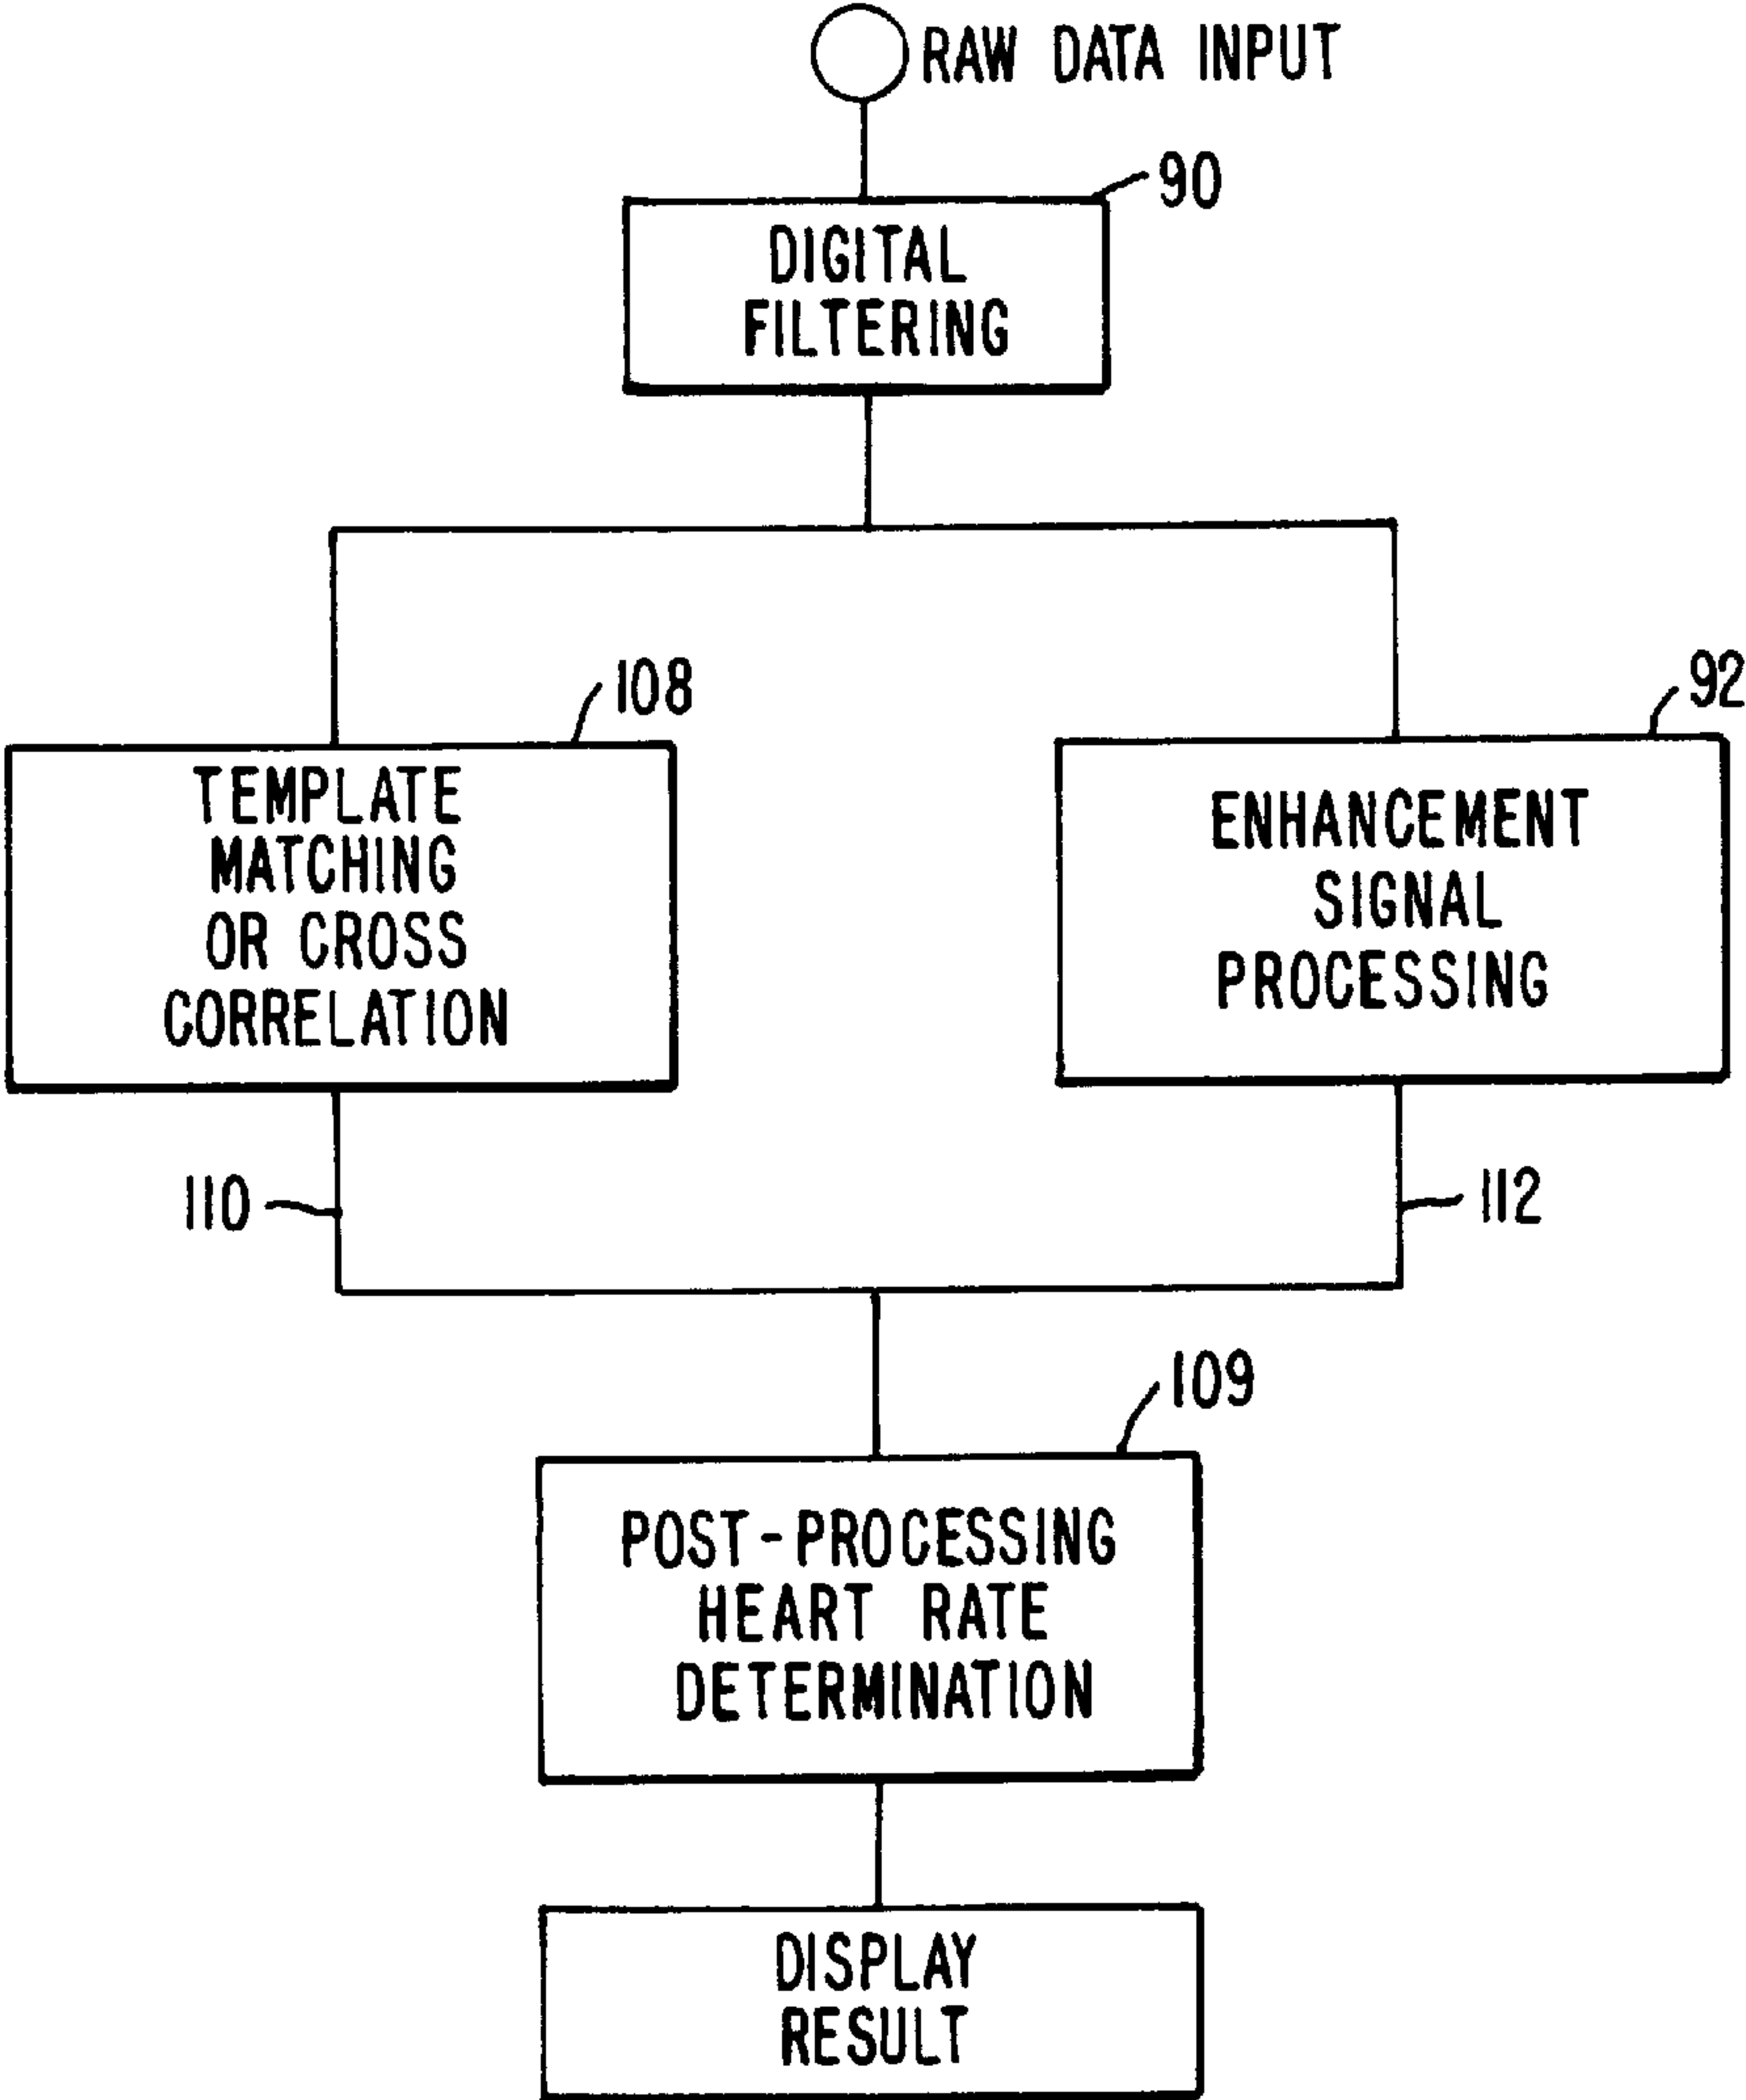 RAW DATA INPUT
90
DIGITAL
FILTERING
108
92
TEMPLATE
MATCHING
OR CROSS
CORRELATION
ENHANCEMENT
SIGNAL
PROCESSING
110
112
109
POST-PROCESSING
HEART RATE
DETERMINATION
DISPLAY
RESULT